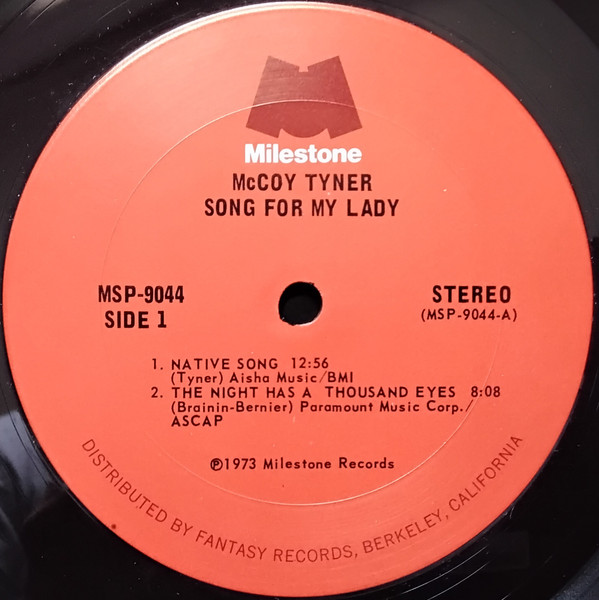 Milestone
McCOY TYNER
SONG FOR MY LADY
MSP-9044
SIDE 1
STEREO
(MSP-9044-A)
1. NATIVE SONG 12:56
(Tyner) Aisha Music/BMI
2. THE NIGHT HAS A THOUSAND EYES 8:08
(Brainin-Bernier) Paramount Music Corp./
ASCAP
℗1973 Milestone Records
DISTRIBUTED BY FANTASY RECORDS, BERKELEY, CALIFORNIA